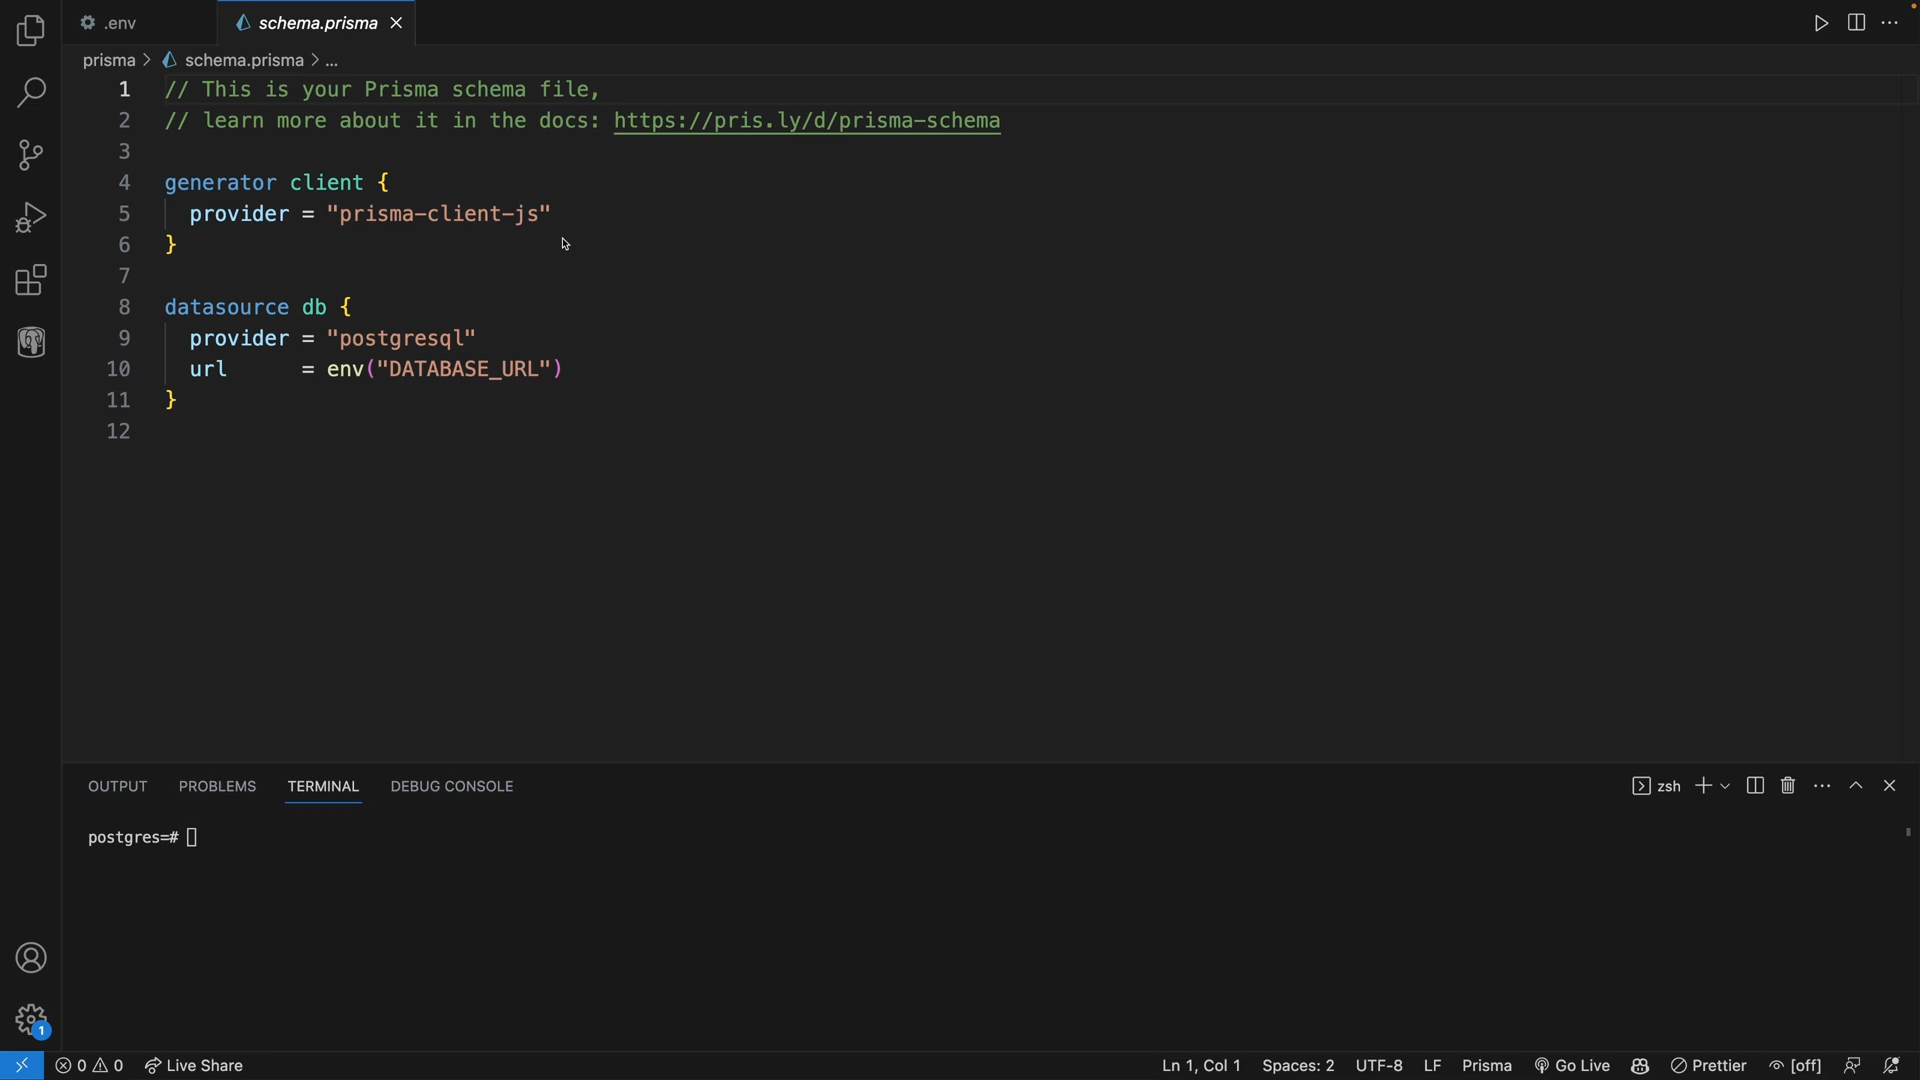 .env
schema.prisma
prisma > schema.prisma > ...
1 // This is your Prisma schema file,
2 // learn more about it in the docs: https://pris.ly/d/prisma-schema
3
4 generator client {
5   provider = "prisma-client-js"
6 }
7
8 datasource db {
9   provider = "postgresql"
10   url      = env("DATABASE_URL")
11 }
12
OUTPUT PROBLEMS TERMINAL DEBUG CONSOLE
zsh
postgres=#
1
0 0 Live Share
Ln 1, Col 1 Spaces: 2 UTF-8 LF Prisma Go Live Prettier [off]